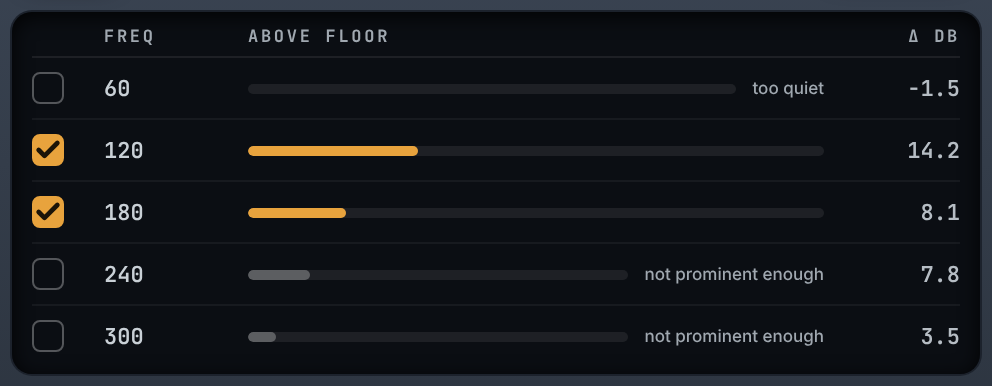 FREQ ABOVE FLOOR Δ DB
60 too quiet -1.5
120 14.2
180 8.1
240 not prominent enough 7.8
300 not prominent enough 3.5